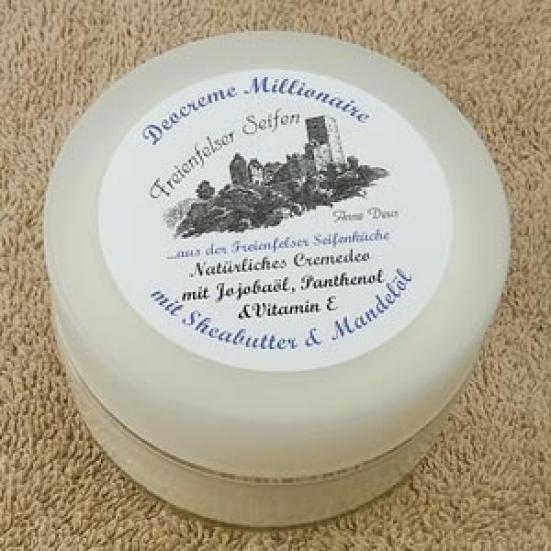 Deocreme Millionaire
Freienfelser Seifen
Anne Deus
...aus der Freienfelser Seifenküche
Natürliches Cremedeo
mit Jojobaöl, Panthenol
&Vitamin E
mit Sheabutter & Mandelöl